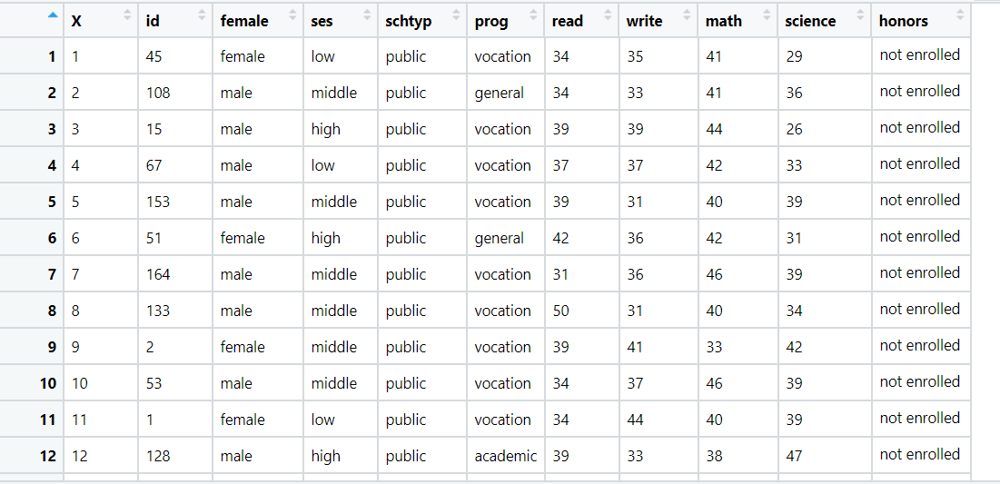 X id female ses schtyp prog read write math science honors
1 1 45 female low public vocation 34 35 41 29 not enrolled
2 2 108 male middle public general 34 33 41 36 not enrolled
3 3 15 male high public vocation 39 39 44 26 not enrolled
4 4 67 male low public vocation 37 37 42 33 not enrolled
5 5 153 male middle public vocation 39 31 40 39 not enrolled
6 6 51 female high public general 42 36 42 31 not enrolled
7 7 164 male middle public vocation 31 36 46 39 not enrolled
8 8 133 male middle public vocation 50 31 40 34 not enrolled
9 9 2 female middle public vocation 39 41 33 42 not enrolled
10 10 53 male middle public vocation 34 37 46 39 not enrolled
11 11 1 female low public vocation 34 44 40 39 not enrolled
12 12 128 male high public academic 39 33 38 47 not enrolled